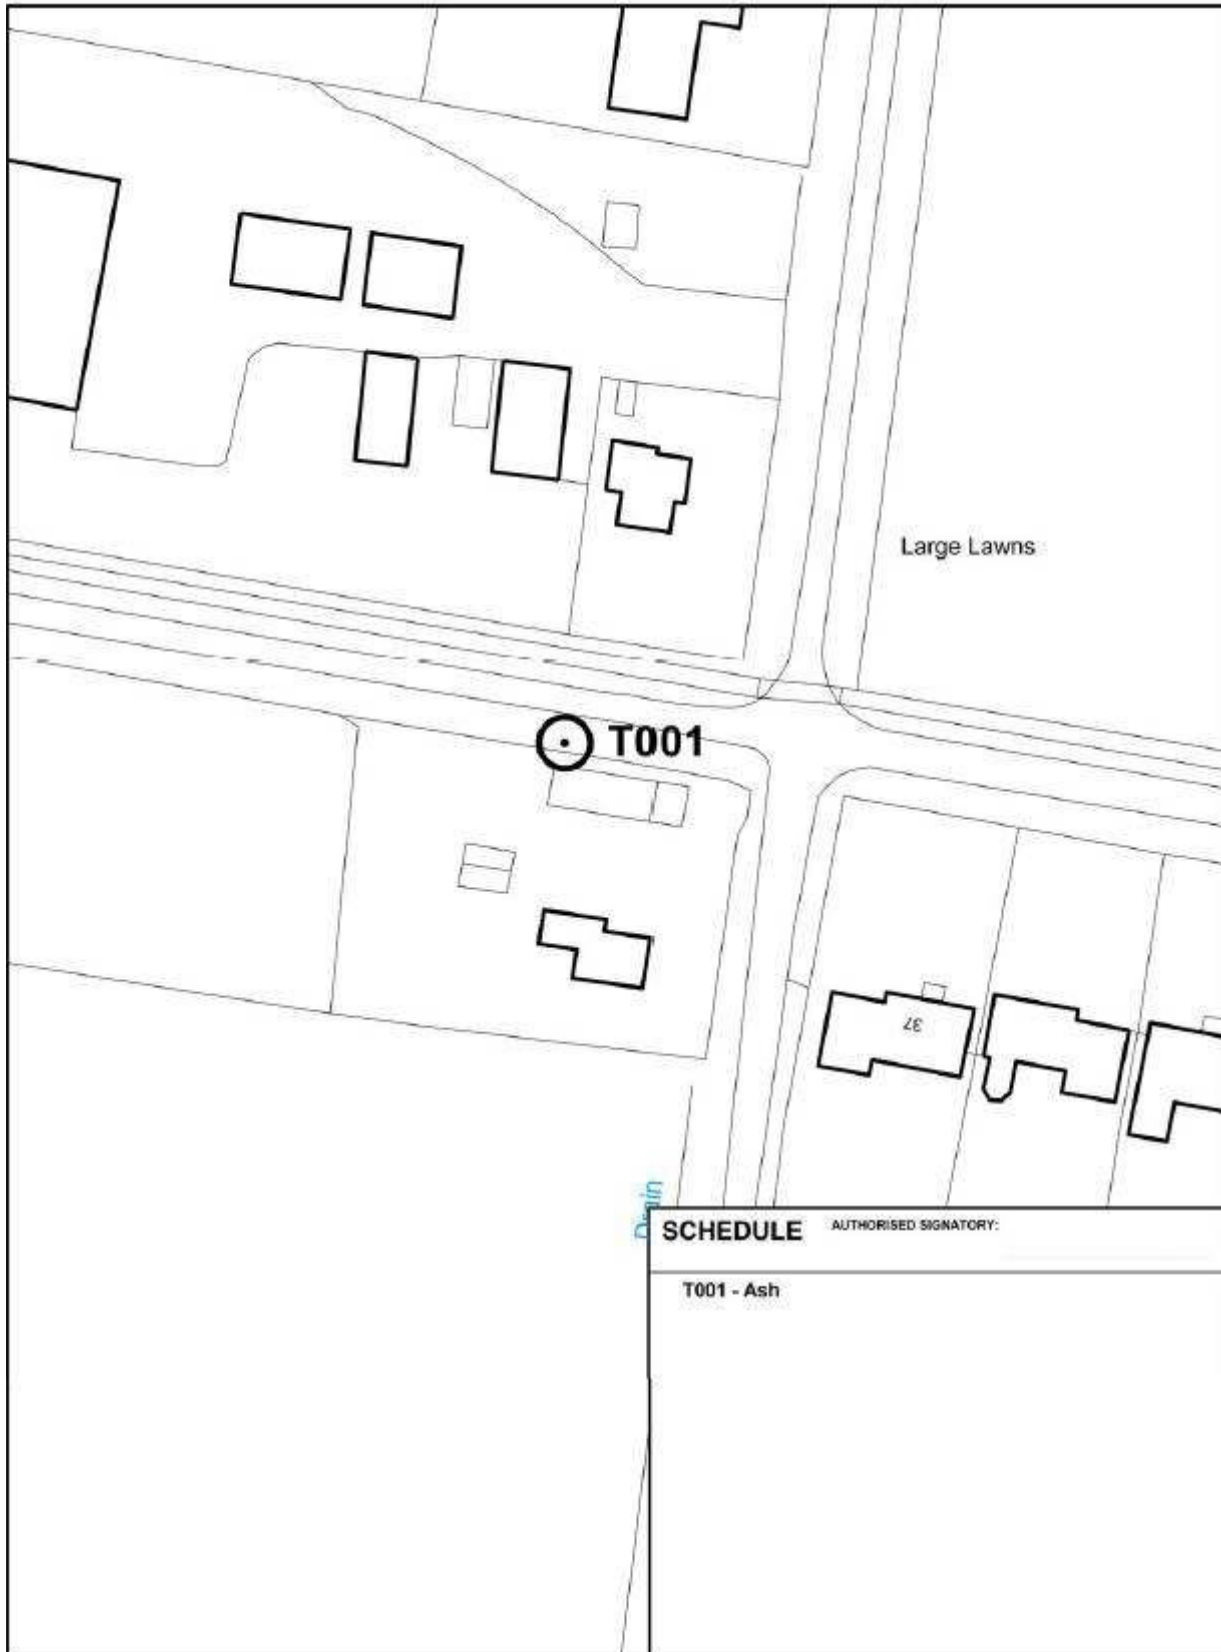 Large Lawns
T001
37
Drain
SCHEDULE AUTHORISED SIGNATORY:
T001 - Ash